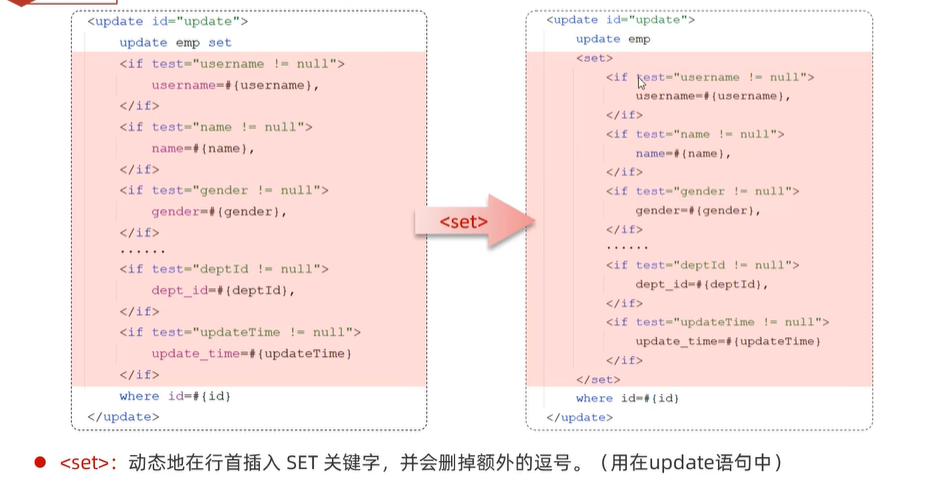 <update id="update">
update emp set
<if test="username != null">
username=#{username},
</if>
<if test="name != null">
name=#{name},
</if>
<if test="gender != null">
gender=#{gender},
</if>
......
<if test="deptId != null">
dept_id=#{deptId},
</if>
<if test="updateTime != null">
update_time=#{updateTime}
</if>
where id=#{id}
</update>
<set>
<update id="update">
update emp
<set>
<if test="username != null">
username=#{username},
</if>
<if test="name != null">
name=#{name},
</if>
<if test="gender != null">
gender=#{gender},
</if>
......
<if test="deptId != null">
dept_id=#{deptId},
</if>
<if test="updateTime != null">
update_time=#{updateTime}
</if>
</set>
where id=#{id}
</update>
<set>：动态地在行首插入 SET 关键字，并会删掉额外的逗号。（用在update语句中）